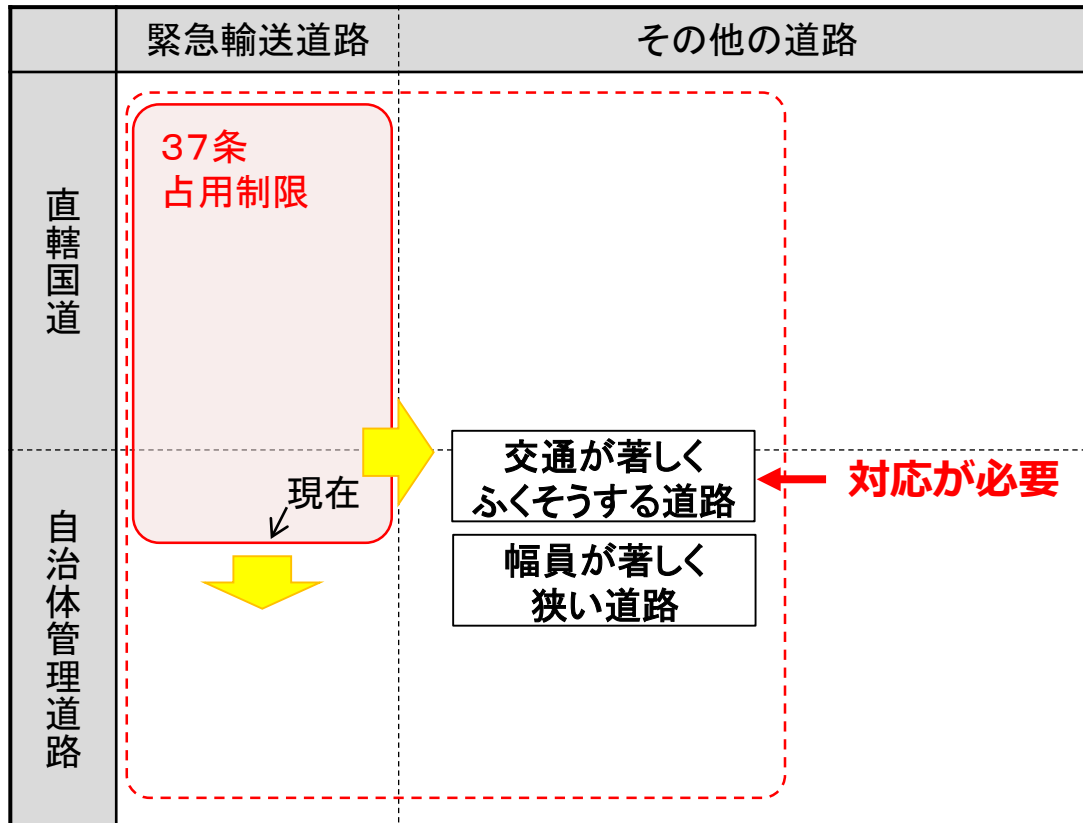 緊急輸送道路
その他の道路
直轄国道
37条
占用制限
現在
交通が著しく
ふくそうする道路
対応が必要
幅員が著しく
狭い道路
自治体管理道路